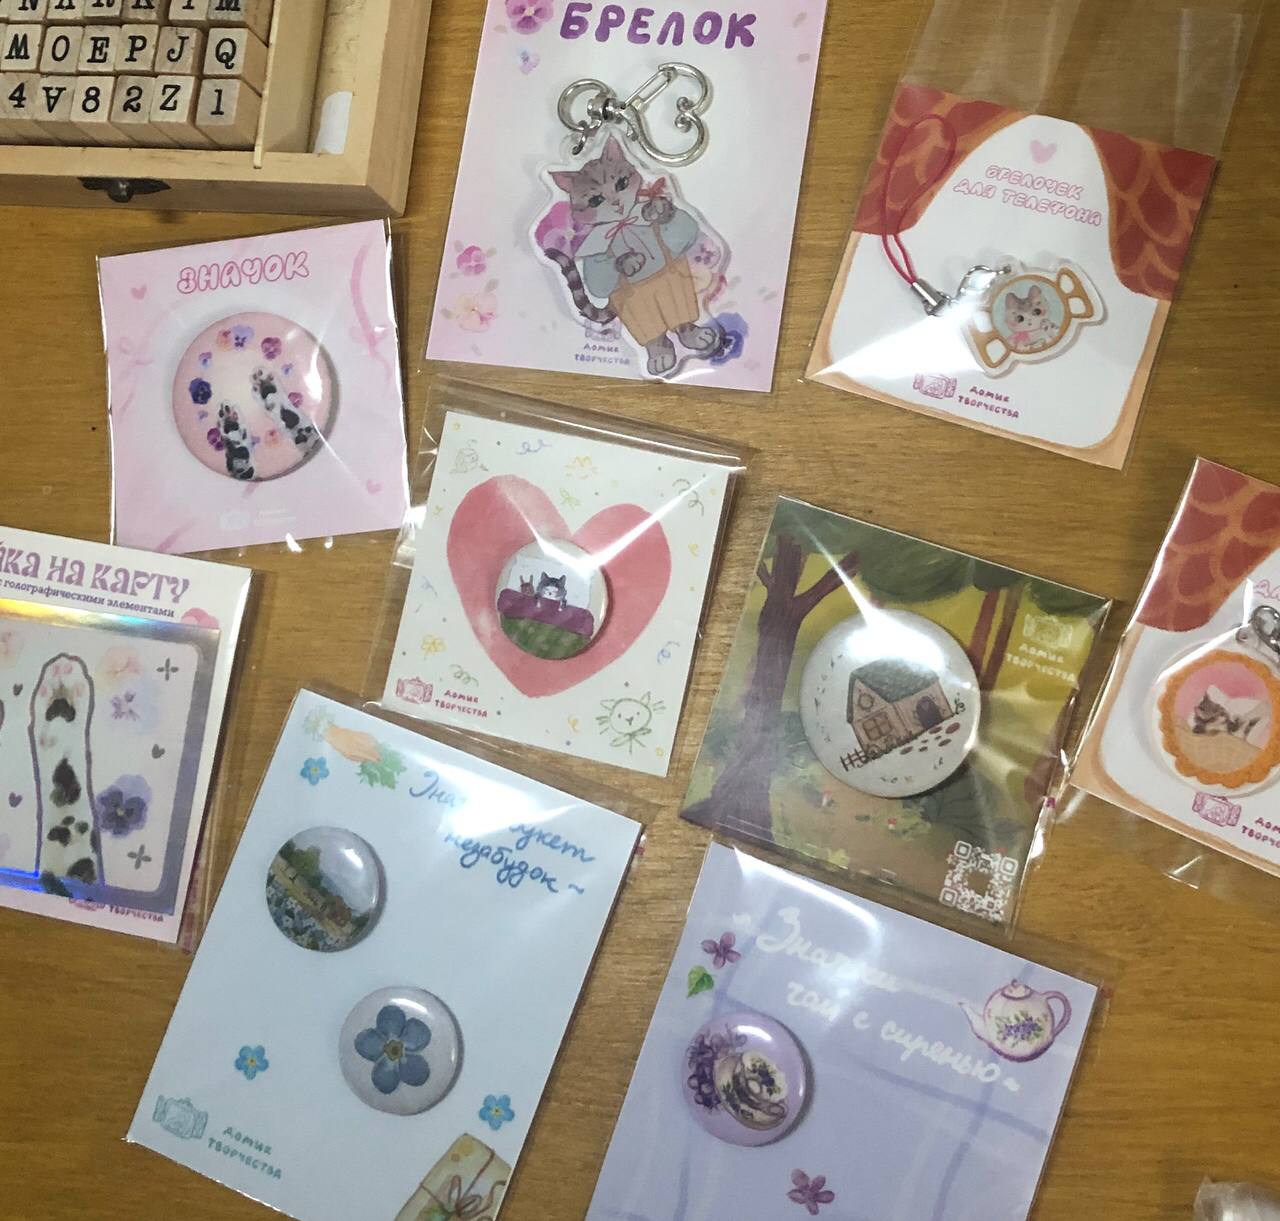 M O E P J Q
4 V 8 2 Z 1
БРЕЛОК
ДОМИК
ТВОРЧЕСТВА
БРЕЛОЧЕК
ДЛЯ ТЕЛЕФОНА
ДОМИК
ТВОРЧЕСТВА
ЗНАЧОК
ДОМИК
ТВОРЧЕСТВА
НА КАРТУ
с голографическими элементами
ТВОРЧЕСТВА
ДОМИК
ТВОРЧЕСТВА
незабудок ~
ДОМИК
ТВОРЧЕСТВА
~ Значки
чай с сиренью ~